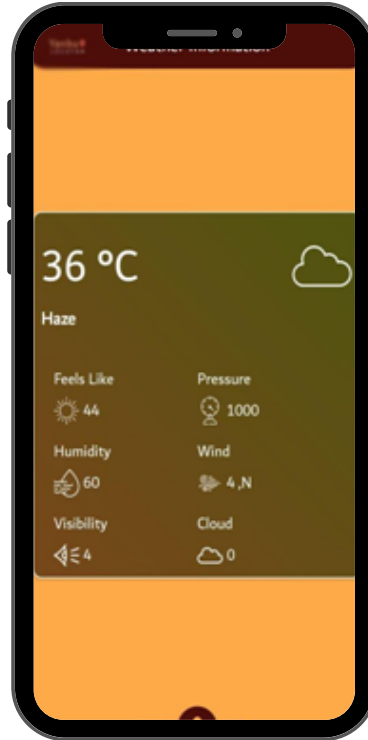 Weather Information
36 °C
Haze
Feels Like Pressure
44 1000
Humidity Wind
60 4 ,N
Visibility Cloud
4 0